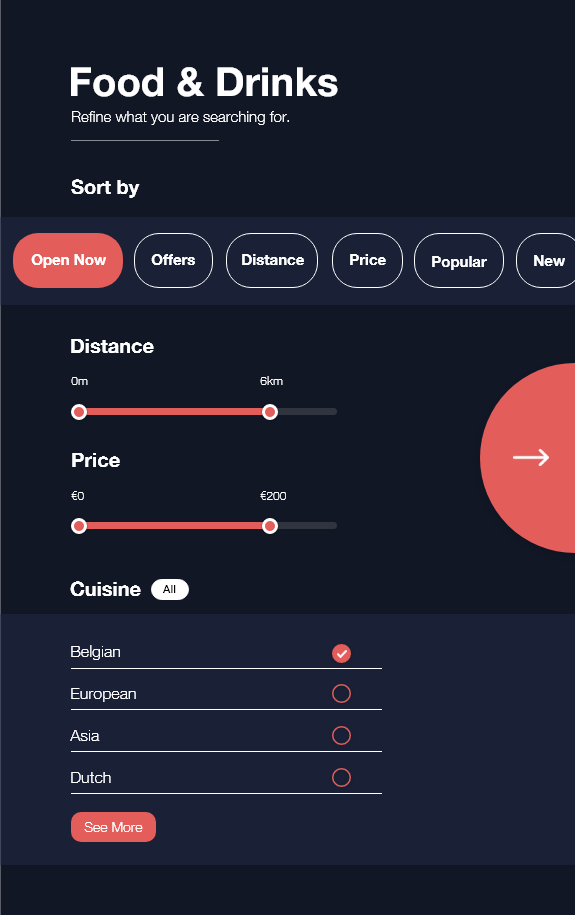 Food & Drinks
Refine what you are searching for.
Sort by
Open Now Offers Distance Price Popular New
Distance
0m 6km
Price
€0 €200
Cuisine All
Belgian
European
Asia
Dutch
See More